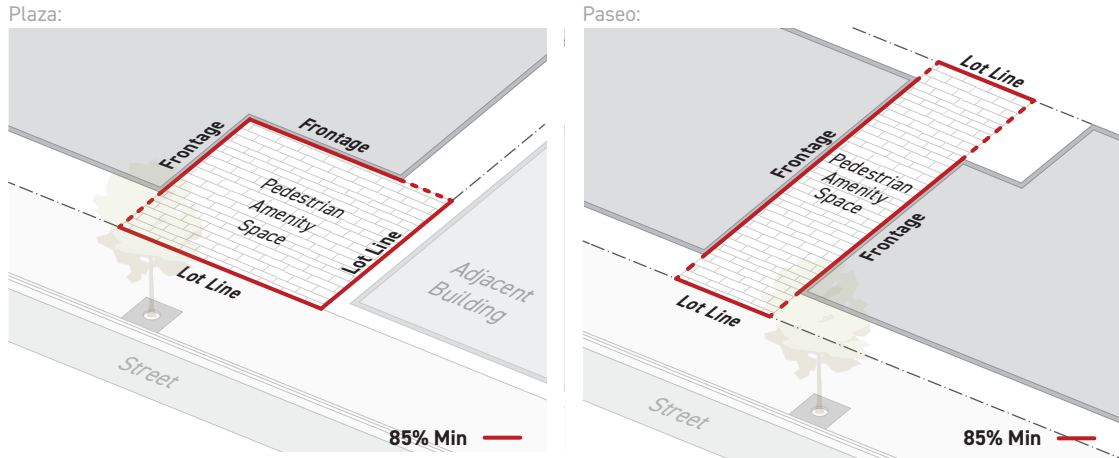 Plaza:
Frontage
Frontage
Pedestrian
Amenity
Space
Lot Line
Lot Line
Adjacent
Building
Street
85% Min
Paseo:
Lot Line
Frontage
Pedestrian
Amenity
Space
Frontage
Lot Line
Street
85% Min